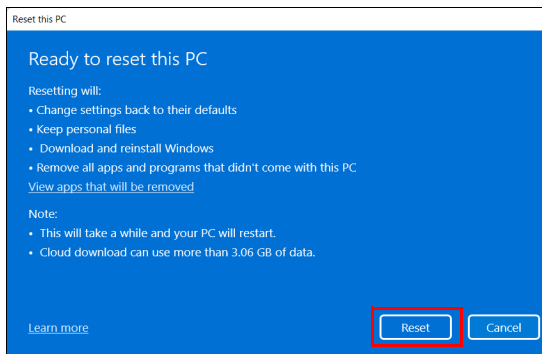 Reset this PC
Ready to reset this PC
Resetting will:
• Change settings back to their defaults
• Keep personal files
• Download and reinstall Windows
• Remove all apps and programs that didn't come with this PC
View apps that will be removed
Note:
• This will take a while and your PC will restart.
• Cloud download can use more than 3.06 GB of data.
Learn more
Reset
Cancel